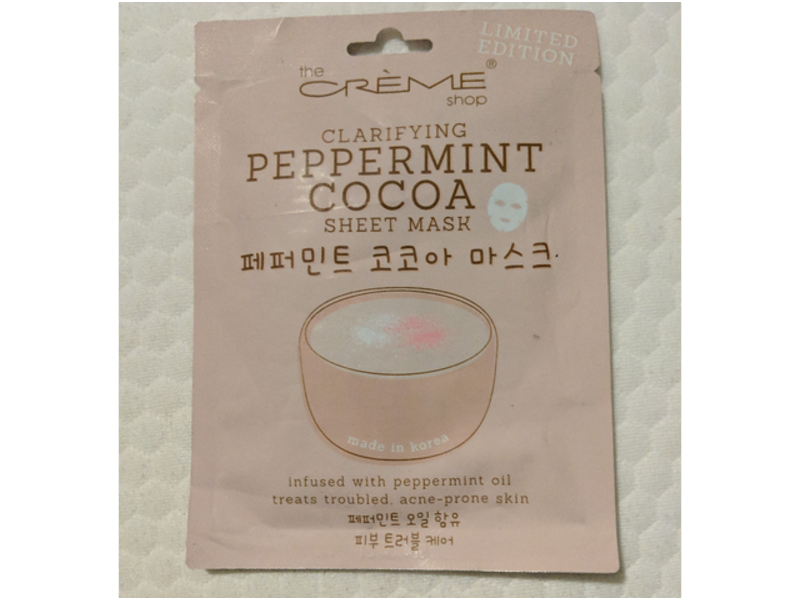 LIMITED
EDITION
the
CRÈME®
shop
CLARIFYING
PEPPERMINT
COCOA
SHEET MASK
페퍼민트 코코아 마스크
made in korea
infused with peppermint oil
treats troubled, acne-prone skin
페퍼민트 오일 함유
피부 트러블 케어